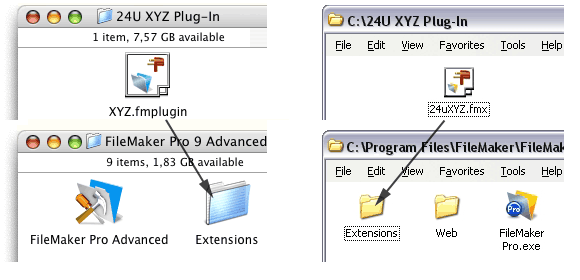 24U XYZ Plug-In
1 item, 7,57 GB available
XYZ.fmplugin
FileMaker Pro 9 Advanced
9 items, 1,83 GB available
FileMaker Pro Advanced
Extensions
C:\24U XYZ Plug-In
File Edit View Favorites Tools Help
24uXYZ.fmx
C:\Program Files\FileMaker\FileMak
File Edit View Favorites Tools Help
Pro
Extensions
Web
FileMaker
Pro.exe